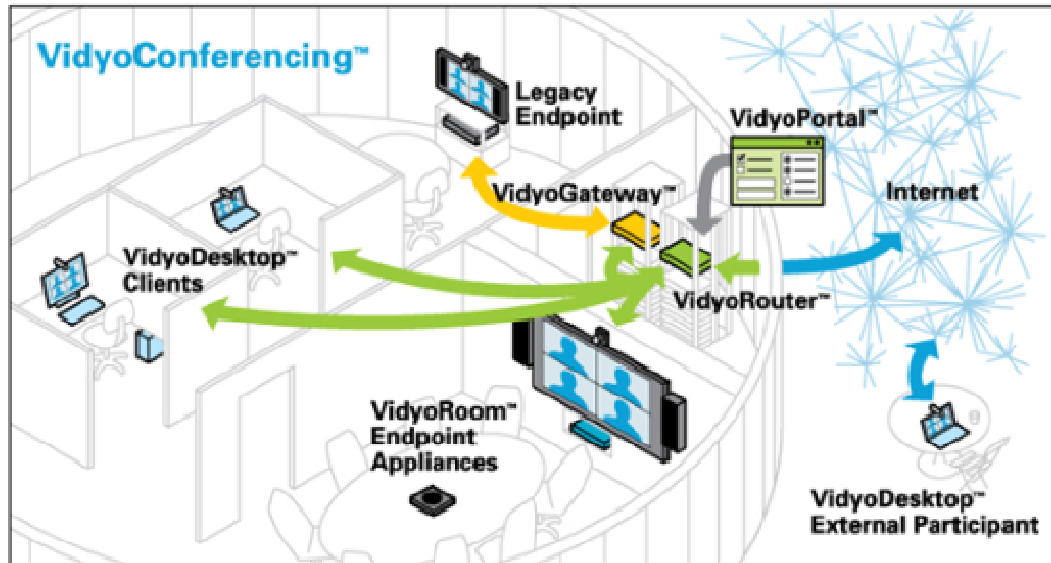 VidyoConferencing™
Legacy
Endpoint
VidyoPortal™
VidyoGateway™
Internet
VidyoDesktop™
Clients
VidyoRouter™
VidyoRoom™
Endpoint
Appliances
VidyoDesktop™
External Participant